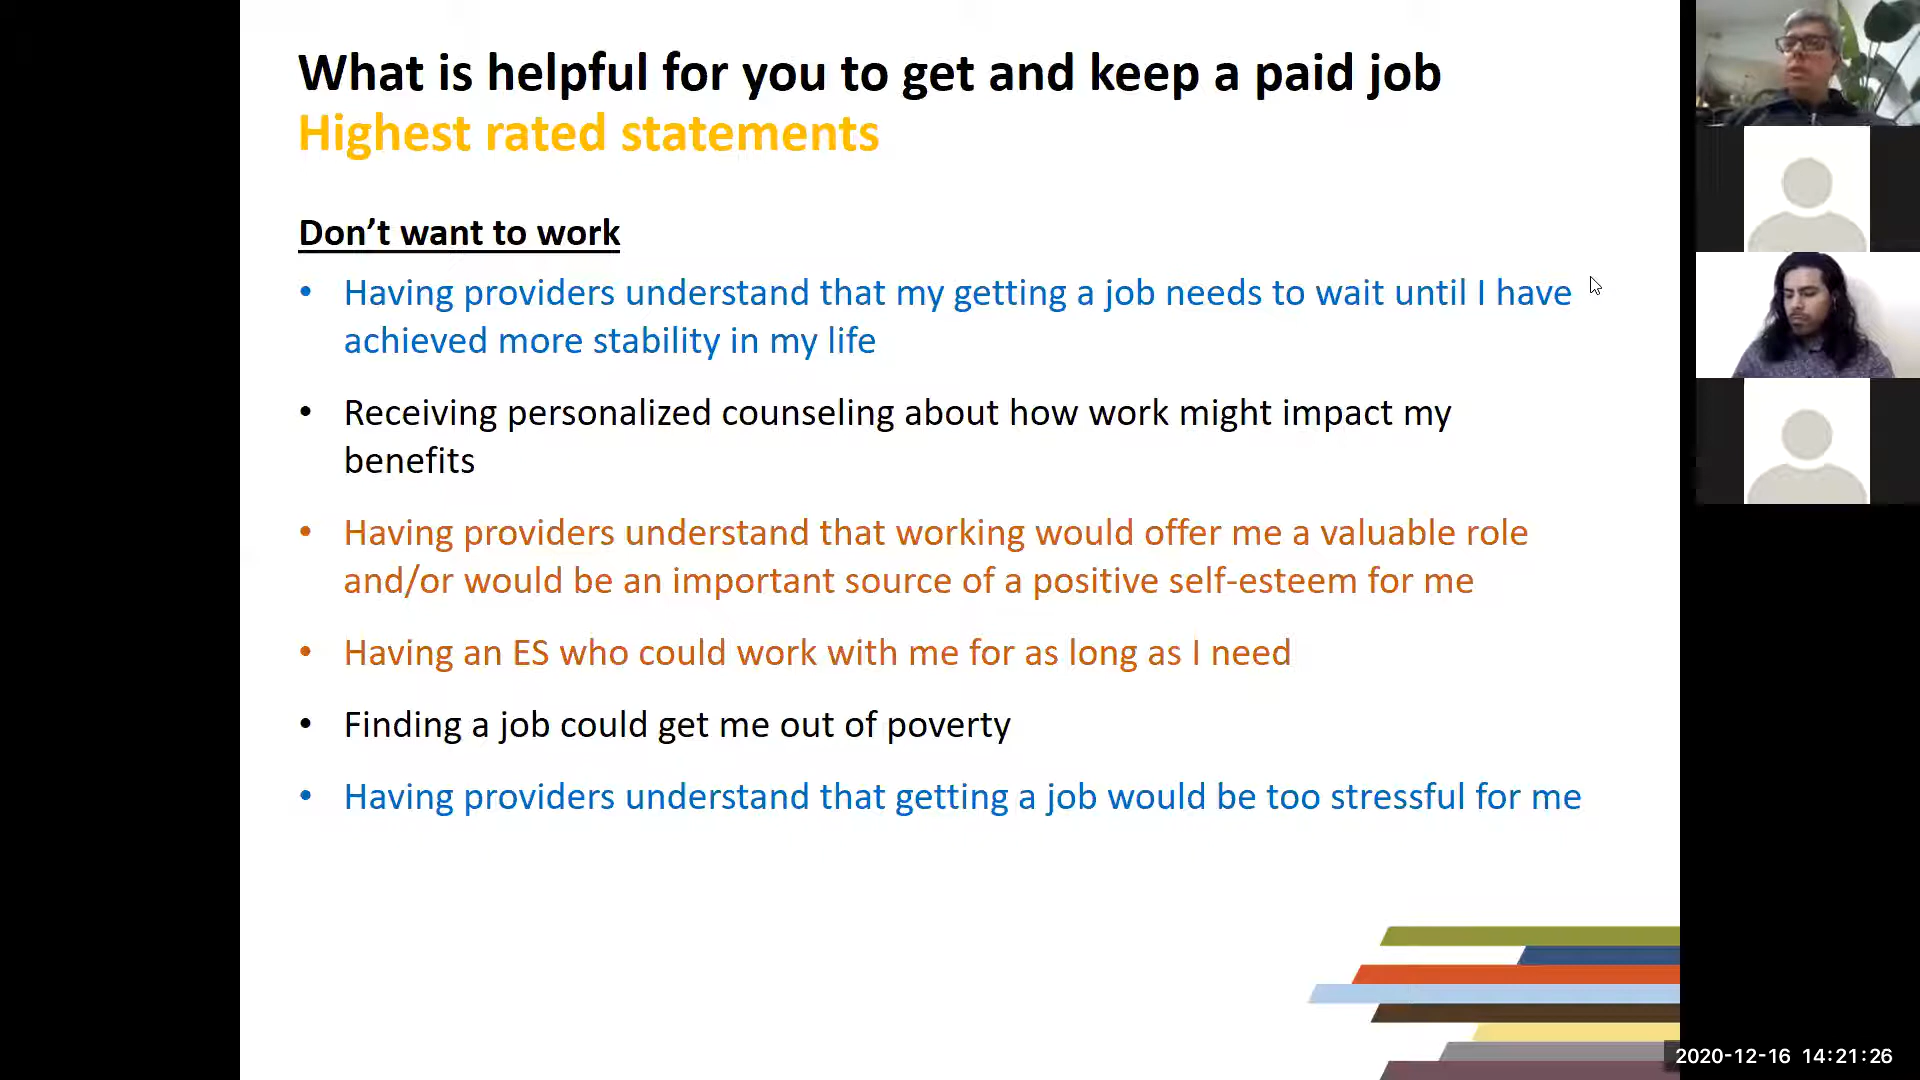 What is helpful for you to get and keep a paid job
Highest rated statements
Don’t want to work
• Having providers understand that my getting a job needs to wait until I have
achieved more stability in my life
• Receiving personalized counseling about how work might impact my
benefits
• Having providers understand that working would offer me a valuable role
and/or would be an important source of a positive self-esteem for me
• Having an ES who could work with me for as long as I need
• Finding a job could get me out of poverty
• Having providers understand that getting a job would be too stressful for me
2020-12-16 14:21:26